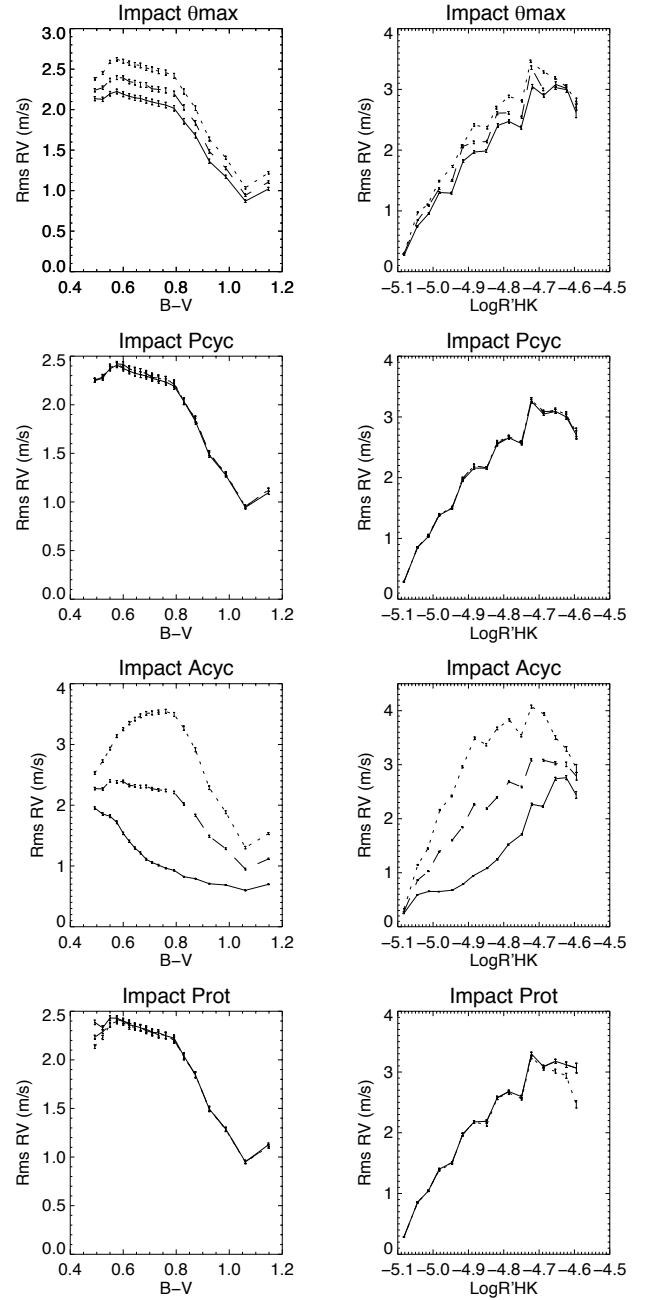 Impact θmax
3.0
2.5
2.0
1.5
1.0
0.5
0.0
Rms RV (m/s)
0.4 0.6 0.8 1.0 1.2
B−V
Impact θmax
4
3
2
1
0
Rms RV (m/s)
−5.1 −5.0 −4.9 −4.8 −4.7 −4.6 −4.5
LogR'HK
Impact Pcyc
2.5
2.0
1.5
1.0
0.5
0.0
Rms RV (m/s)
0.4 0.6 0.8 1.0 1.2
B−V
Impact Pcyc
4
3
2
1
0
Rms RV (m/s)
−5.1 −5.0 −4.9 −4.8 −4.7 −4.6 −4.5
LogR'HK
Impact Acyc
4
3
2
1
0
Rms RV (m/s)
0.4 0.6 0.8 1.0 1.2
B−V
Impact Acyc
4
3
2
1
0
Rms RV (m/s)
−5.1 −5.0 −4.9 −4.8 −4.7 −4.6 −4.5
LogR'HK
Impact Prot
2.5
2.0
1.5
1.0
0.5
0.0
Rms RV (m/s)
0.4 0.6 0.8 1.0 1.2
B−V
Impact Prot
4
3
2
1
0
Rms RV (m/s)
−5.1 −5.0 −4.9 −4.8 −4.7 −4.6 −4.5
LogR'HK